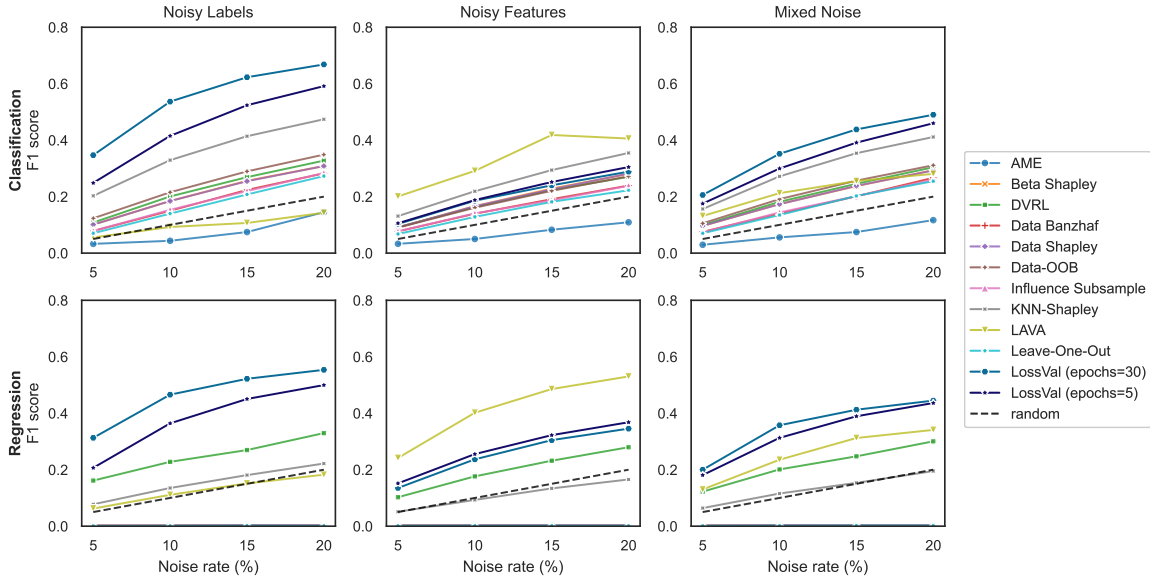 Noisy Labels
Noisy Features
Mixed Noise
Classification
F1 score
0.8
0.6
0.4
0.2
0.0
5
10
15
20
0.8
0.6
0.4
0.2
0.0
5
10
15
20
0.8
0.6
0.4
0.2
0.0
5
10
15
20
Regression
F1 score
0.8
0.6
0.4
0.2
0.0
5
10
15
20
Noise rate (%)
0.8
0.6
0.4
0.2
0.0
5
10
15
20
Noise rate (%)
0.8
0.6
0.4
0.2
0.0
5
10
15
20
Noise rate (%)
AME
Beta Shapley
DVRL
Data Banzhaf
Data Shapley
Data-OOB
Influence Subsample
KNN-Shapley
LAVA
Leave-One-Out
LossVal (epochs=30)
LossVal (epochs=5)
random